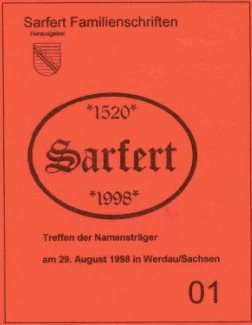 Sarfert Familienschriften
Herausgeber
*1520*
Sarfert
*1998*
Treffen der Namensträger
am 29. August 1998 in Werdau/Sachsen
01